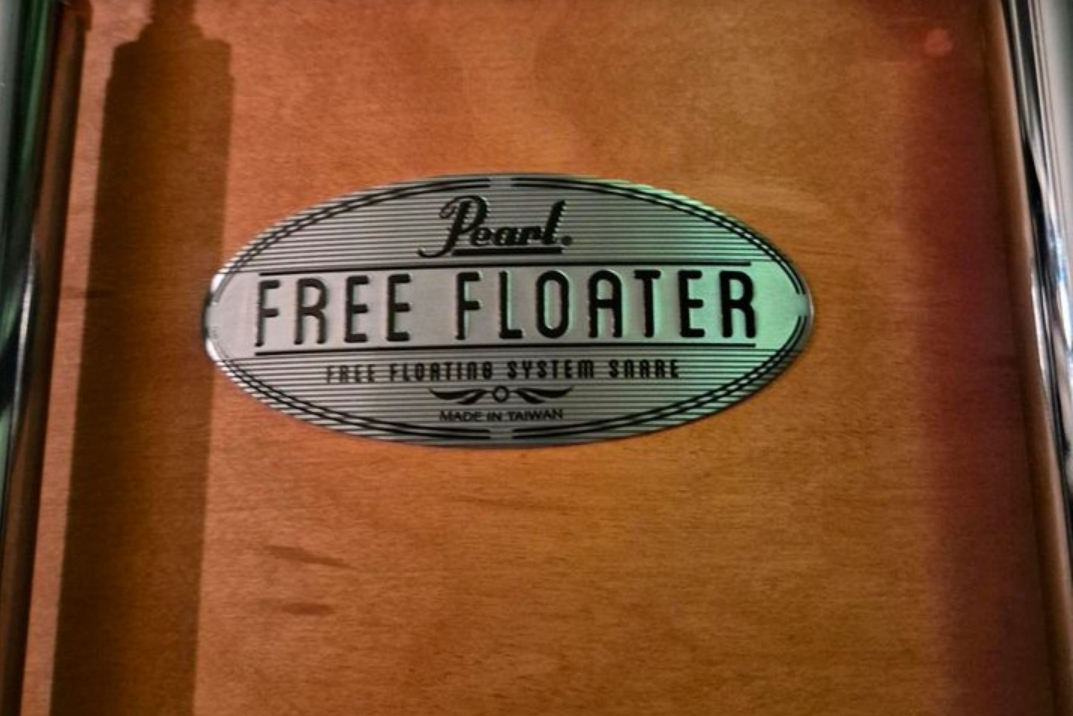 Pearl.
FREE FLOATER
FREE FLOATING SYSTEM SNARE
MADE IN TAIWAN